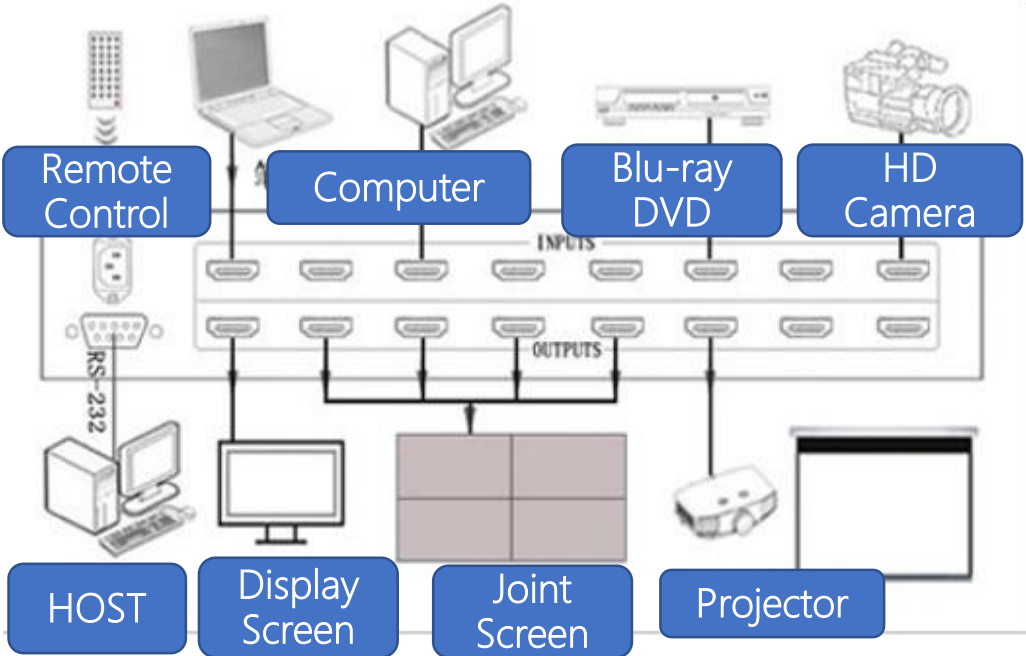 Remote
Control
Computer
Blu-ray
DVD
HD
Camera
INPUTS
OUTPUTS
RS-232
HOST
Display
Screen
Joint
Screen
Projector